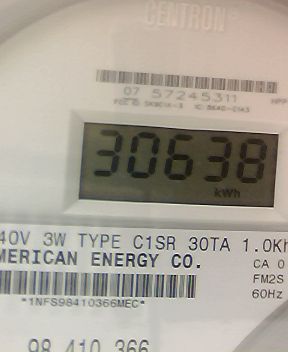 CENTRON®
07 57245311
30638
kWh
40V 3W TYPE C1SR 30TA 1.0Kh
MERICAN ENERGY CO.
CA 0
FM2S
60Hz
*1NFS98410366MEC*
98 410 366